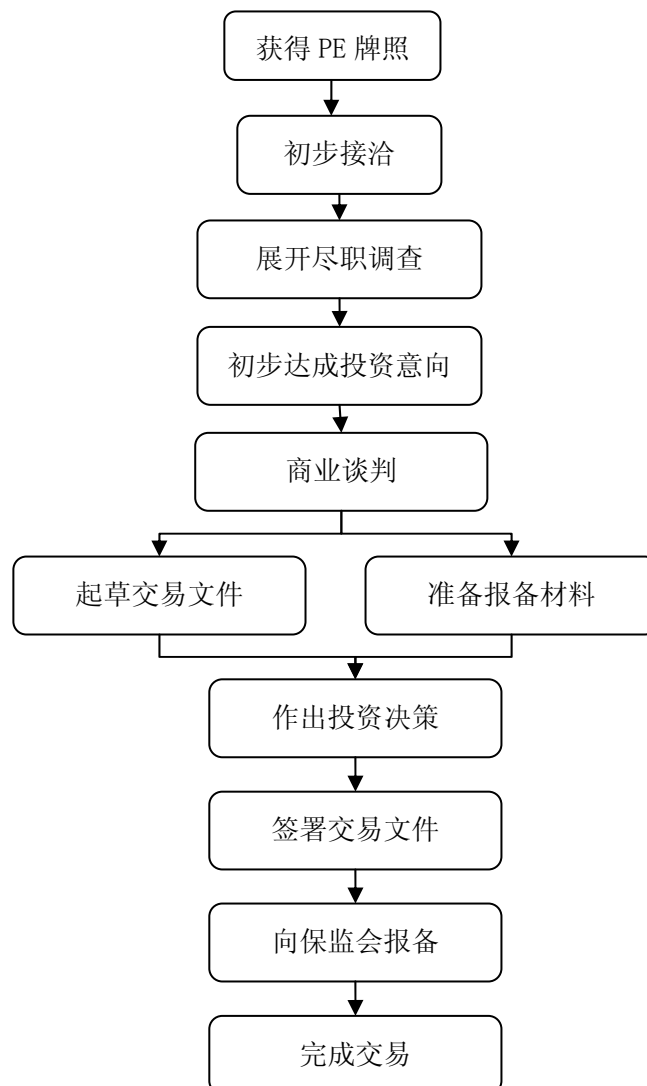 获得 PE 牌照
初步接洽
展开尽职调查
初步达成投资意向
商业谈判
起草交易文件
准备报备材料
作出投资决策
签署交易文件
向保监会报备
完成交易